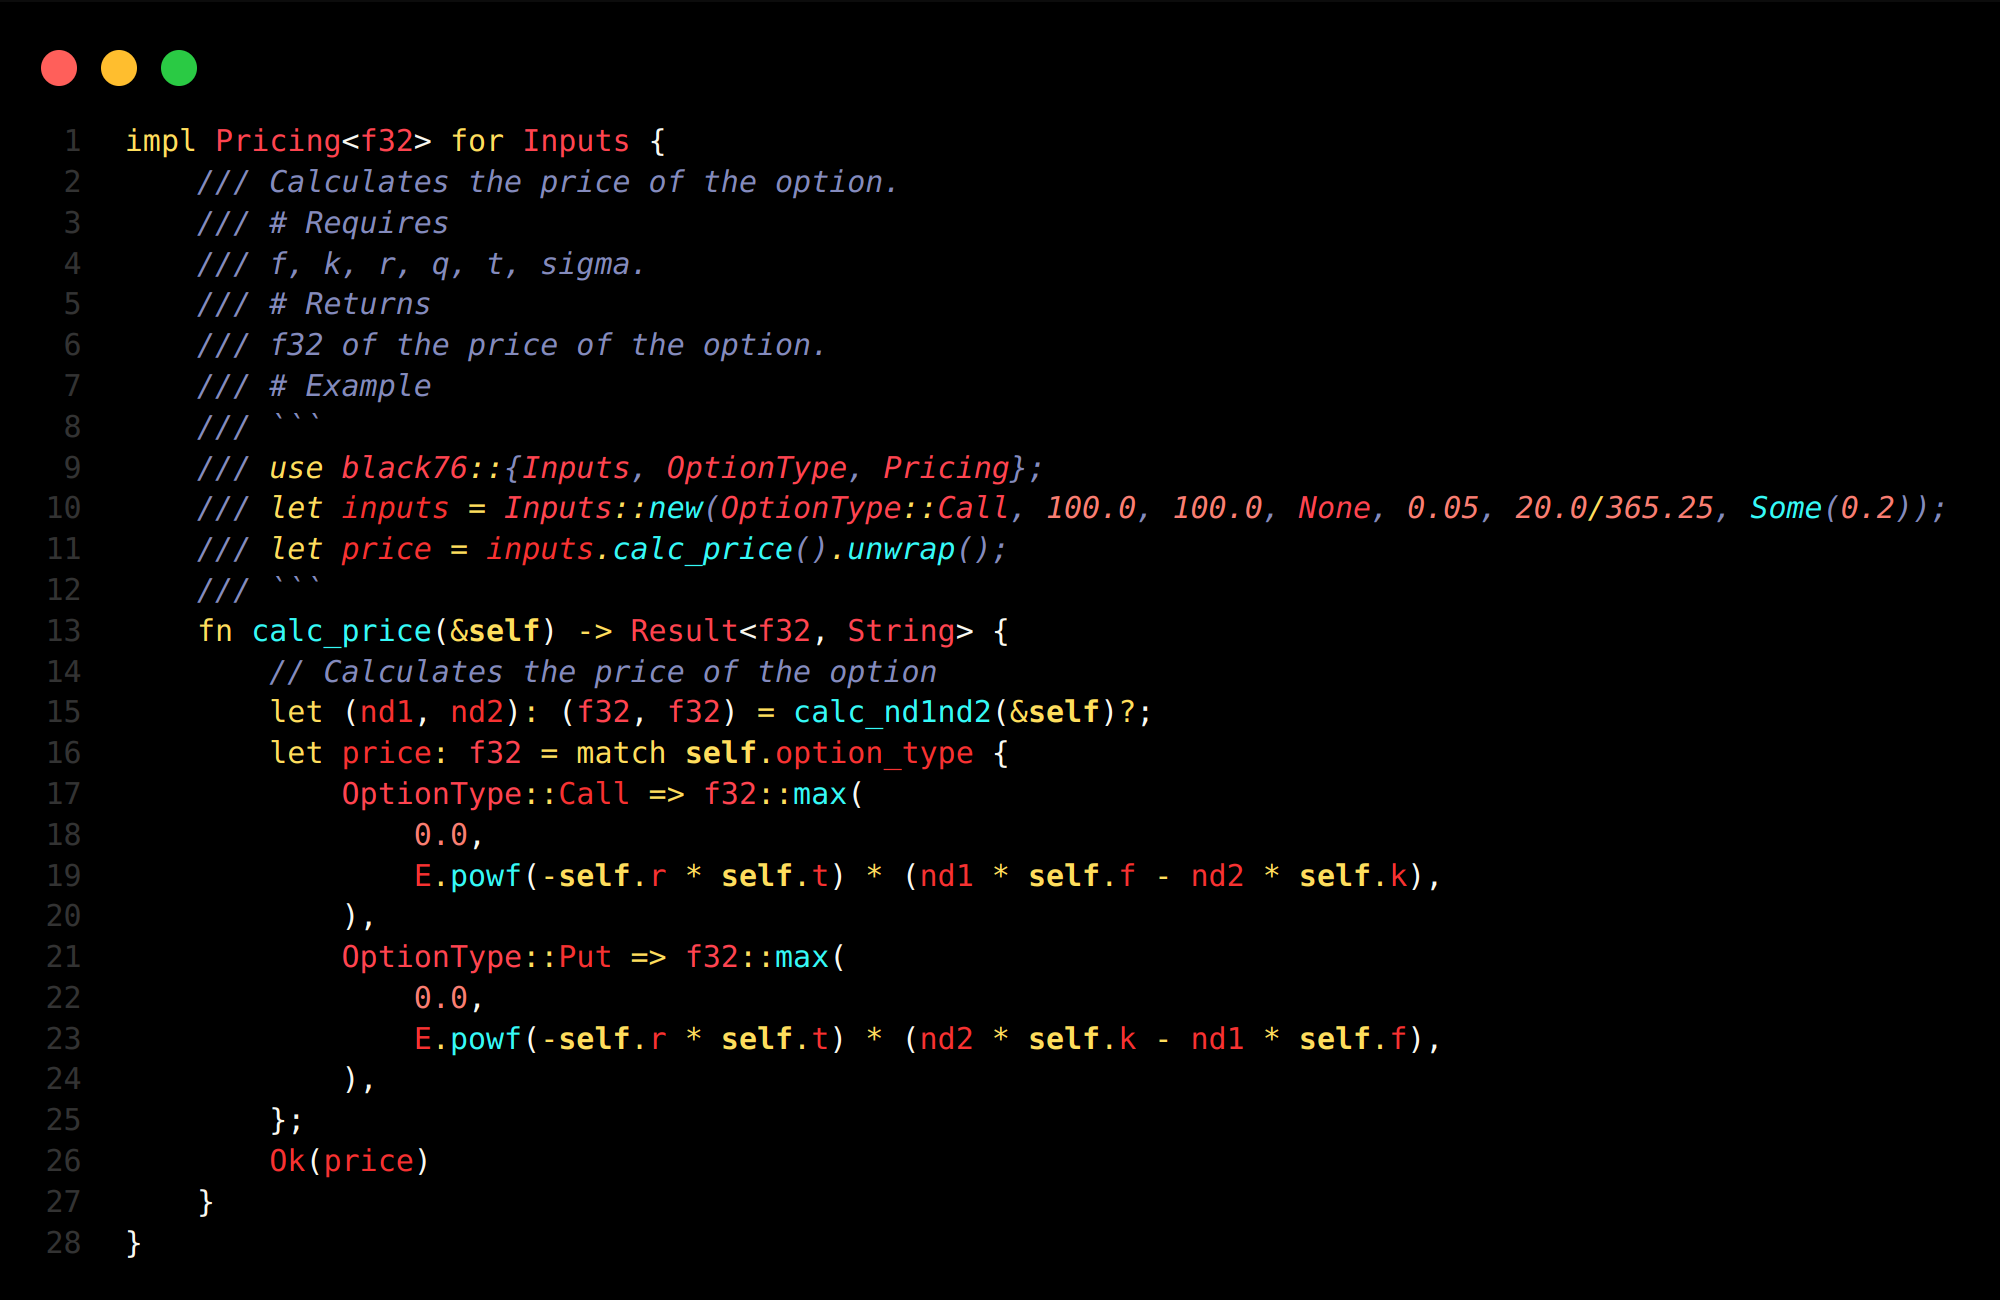 1 impl Pricing<f32> for Inputs {
2     /// Calculates the price of the option.
3     /// # Requires
4     /// f, k, r, q, t, sigma.
5     /// # Returns
6     /// f32 of the price of the option.
7     /// # Example
8     /// ```
9     /// use black76::{Inputs, OptionType, Pricing};
10     /// let inputs = Inputs::new(OptionType::Call, 100.0, 100.0, None, 0.05, 20.0/365.25, Some(0.2));
11     /// let price = inputs.calc_price().unwrap();
12     /// ```
13     fn calc_price(&self) -> Result<f32, String> {
14         // Calculates the price of the option
15         let (nd1, nd2): (f32, f32) = calc_nd1nd2(&self)?;
16         let price: f32 = match self.option_type {
17             OptionType::Call => f32::max(
18                 0.0,
19                 E.powf(-self.r * self.t) * (nd1 * self.f - nd2 * self.k),
20             ),
21             OptionType::Put => f32::max(
22                 0.0,
23                 E.powf(-self.r * self.t) * (nd2 * self.k - nd1 * self.f),
24             ),
25         };
26         Ok(price)
27     }
28 }